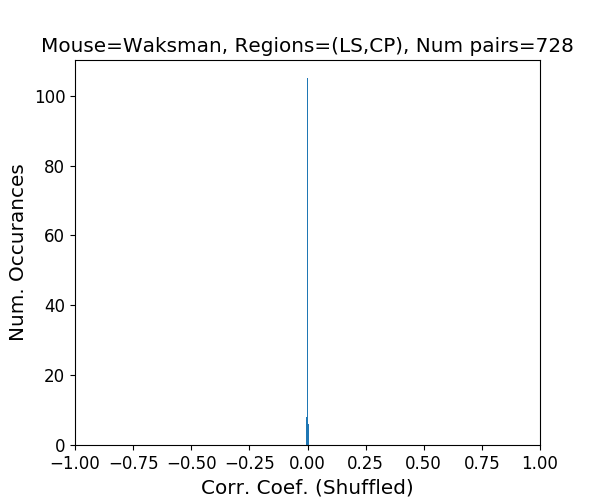 Mouse=Waksman, Regions=(LS,CP), Num pairs=728
Num. Occurances
100
80
60
40
20
0
−1.00 −0.75 −0.50 −0.25 0.00 0.25 0.50 0.75 1.00
Corr. Coef. (Shuffled)